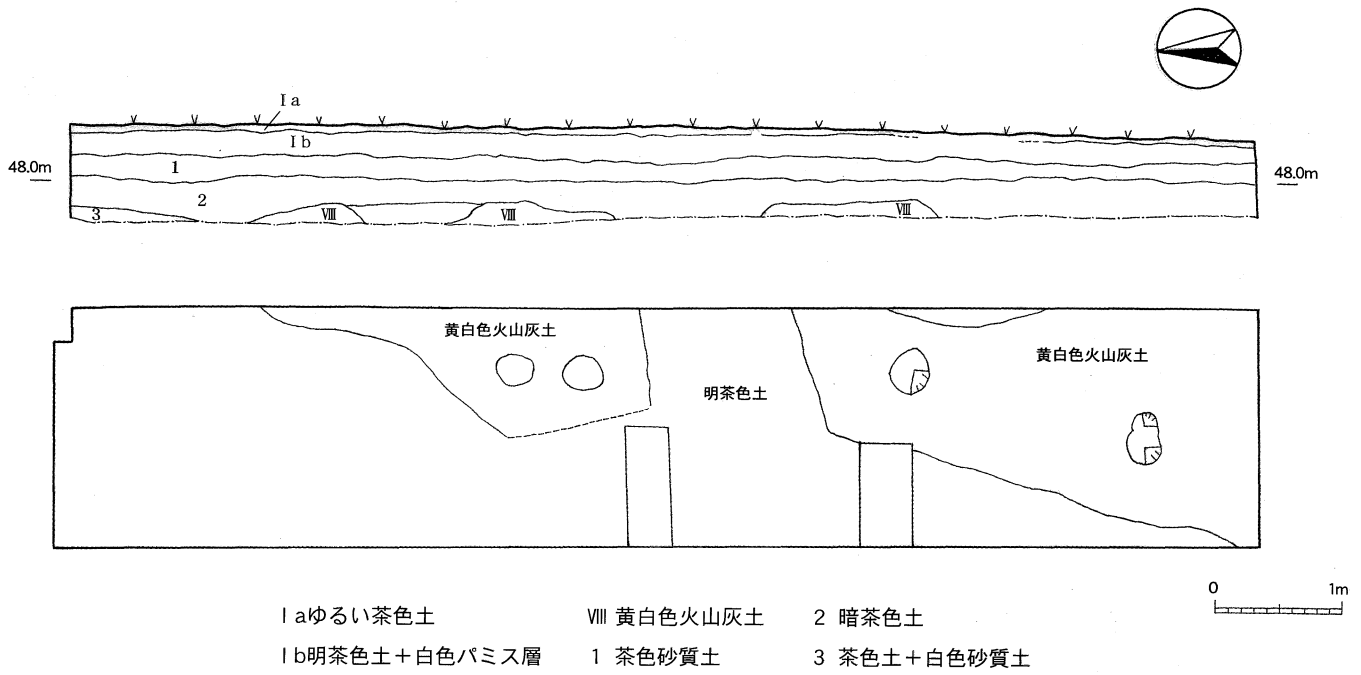 Ⅰa
Ⅰb
48.0m
1
48.0m
2
3
Ⅷ
Ⅷ
Ⅷ
黄白色火山灰土
黄白色火山灰土
明茶色土
0 1m
Ⅰaゆるい茶色土 Ⅷ 黄白色火山灰土 2 暗茶色土
Ⅰb明茶色土+白色パミス層 1 茶色砂質土 3 茶色土+白色砂質土